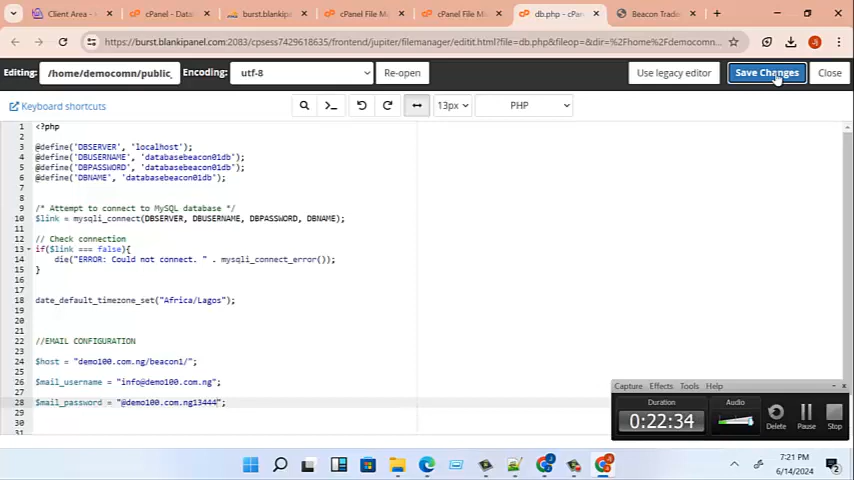 Client Area -
cPanel - Data
burst.blankip
cPanel File M
cPanel File M
db.php - cPan
Beacon Trade
https://burst.blankipanel.com:2083/cpsess7429618635/frontend/jupiter/filemanager/editit.html?file=db.php&fileop=&dir=%2Fhome%2Fdemocomn...
Editing: /home/democomn/public_ Encoding: utf-8 Re-open Use legacy editor Save Changes Close
Keyboard shortcuts 13px PHP
1 <?php
2
3 @define('DBSERVER', 'localhost');
4 @define('DBUSERNAME', 'databasebeacon01db');
5 @define('DBPASSWORD', 'databasebeacon01db');
6 @define('DBNAME', 'databasebeacon01db');
7
8
9 /* Attempt to connect to MySQL database */
10 $link = mysqli_connect(DBSERVER, DBUSERNAME, DBPASSWORD, DBNAME);
11
12 // Check connection
13 if($link === false){
14 die("ERROR: Could not connect. " . mysqli_connect_error());
15 }
16
17
18 date_default_timezone_set("Africa/Lagos");
19
20
21
22 //EMAIL CONFIGURATION
23
24 $host = "demo100.com.ng/beacon1/";
25
26 $mail_username = "info@demo100.com.ng";
27
28 $mail_password = "@demo100.com.ng13444";
29
30
Capture Effects Tools Help
Duration
0:22:34
Audio
Delete Pause Stop
7:21 PM
6/14/2024